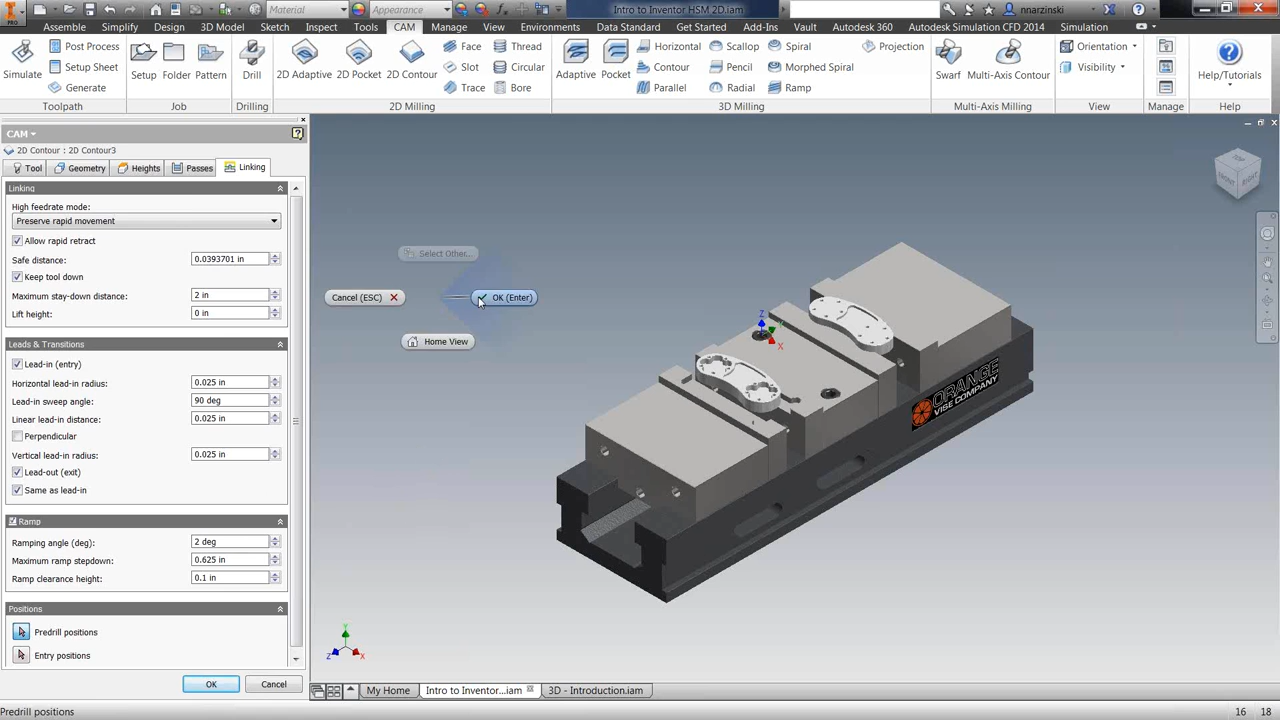 PRO
Material
Appearance
Intro to Inventor HSM 2D.iam
nnarzinski
Assemble Simplify Design 3D Model Sketch Inspect Tools CAM Manage View Environments Data Standard Get Started Add-Ins Vault Autodesk 360 Autodesk Simulation CFD 2014 Simulation
Simulate
Post Process
Setup Sheet
Generate
Toolpath
Setup Folder Pattern
Job
Drill
Drilling
2D Adaptive 2D Pocket 2D Contour
Face Thread
Slot Circular
Trace Bore
2D Milling
Adaptive Pocket
Horizontal Scallop Spiral Projection
Contour Pencil Morphed Spiral
Parallel Radial Ramp
3D Milling
Swarf Multi-Axis Contour
Multi-Axis Milling
Orientation
Visibility
View
Manage
Help/Tutorials
Help
CAM
2D Contour : 2D Contour3
Tool Geometry Heights Passes Linking
Linking
High feedrate mode:
Preserve rapid movement
Allow rapid retract
Safe distance: 0.0393701 in
Keep tool down
Maximum stay-down distance: 2 in
Lift height: 0 in
Leads & Transitions
Lead-in (entry)
Horizontal lead-in radius: 0.025 in
Lead-in sweep angle: 90 deg
Linear lead-in distance: 0.025 in
Perpendicular
Vertical lead-in radius: 0.025 in
Lead-out (exit)
Same as lead-in
Ramp
Ramping angle (deg): 2 deg
Maximum ramp stepdown: 0.625 in
Ramp clearance height: 0.1 in
Positions
Predrill positions
Entry positions
OK Cancel
Select Other...
Cancel (ESC) OK (Enter)
Home View
Z
X
ORANGE
VISE COMPANY
Y
Z X
My Home Intro to Inventor...iam 3D - Introduction.iam
Predrill positions 16 18